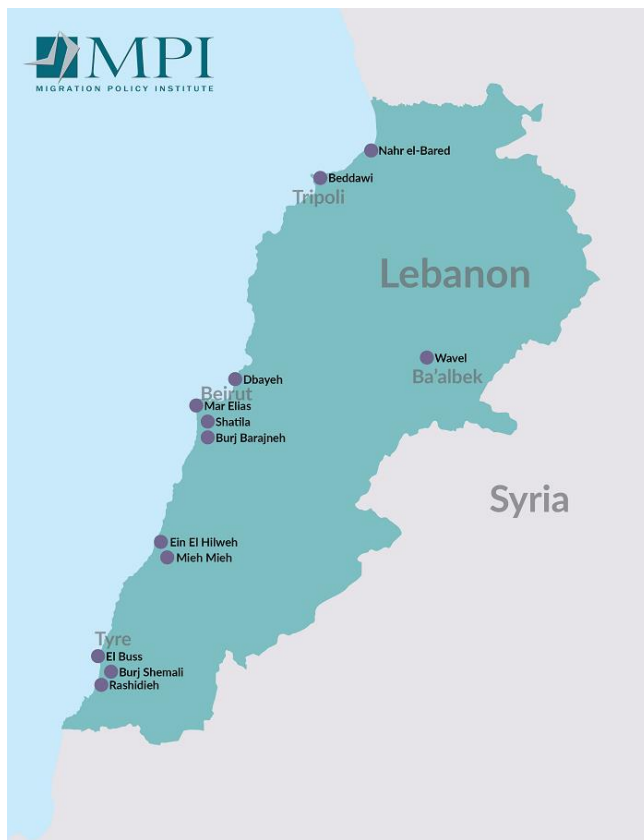 MPI
MIGRATION POLICY INSTITUTE
Nahr el-Bared
Beddawi
Tripoli
Lebanon
Wavel
Ba'albek
Dbayeh
Beirut
Mar Elias
Shatila
Burj Barajneh
Syria
Ein El Hilweh
Mieh Mieh
Tyre
El Buss
Burj Shemali
Rashidieh